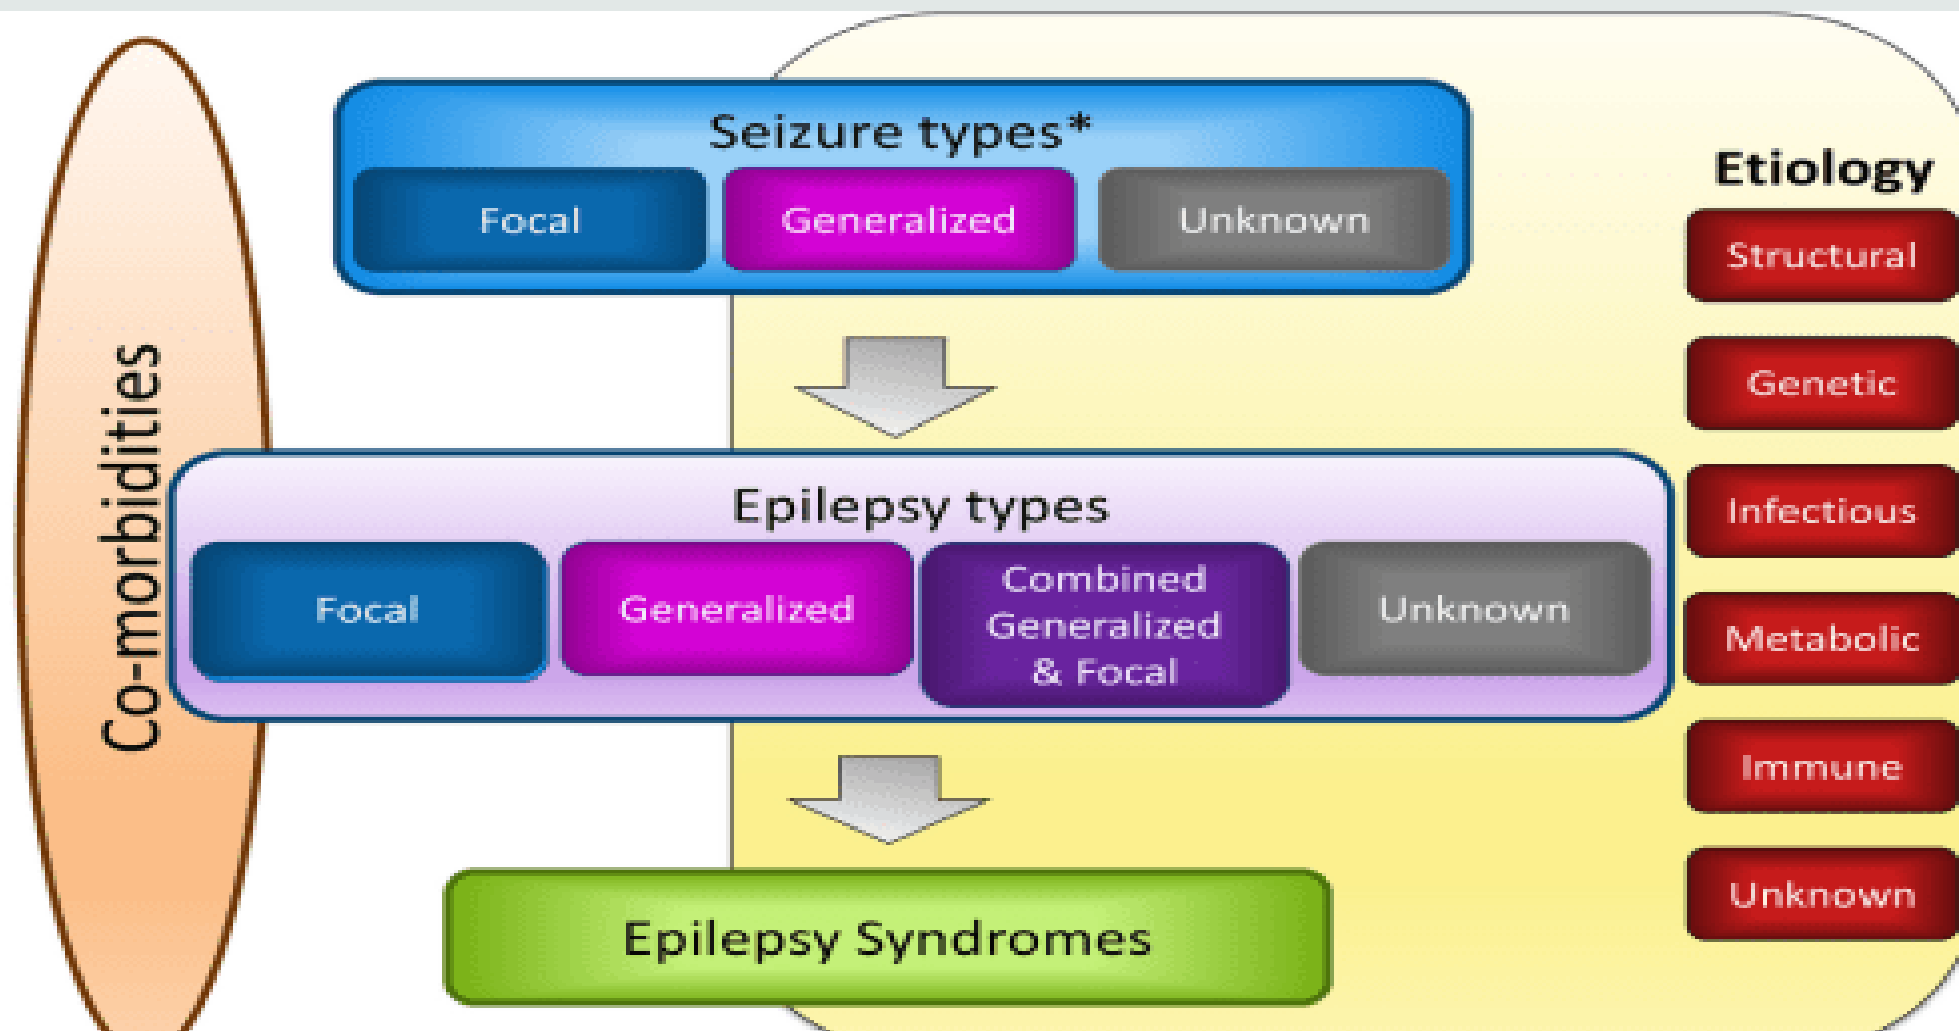 Co-morbidities
Seizure types*
Focal
Generalized
Unknown
Epilepsy types
Focal
Generalized
Combined
Generalized
& Focal
Unknown
Epilepsy Syndromes
Etiology
Structural
Genetic
Infectious
Metabolic
Immune
Unknown